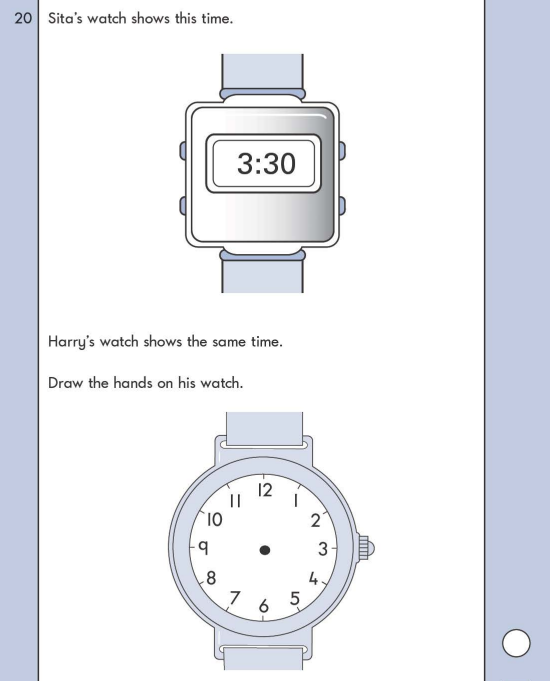 20 Sita's watch shows this time.
3:30
Harry's watch shows the same time.
Draw the hands on his watch.
12
11 1
10 2
9 3
8 4
7 5
6